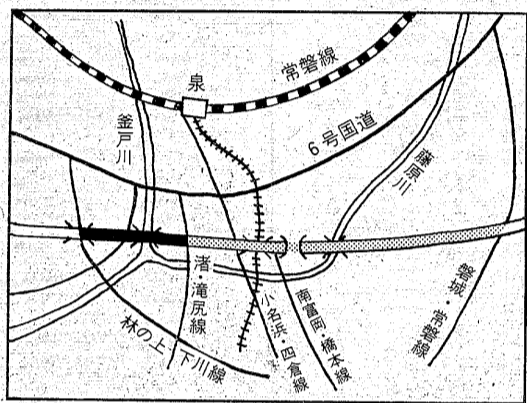 常磐線
泉
6号国道
釜戸川
藤原川
渚・滝尻線
林の上・下川線
小名浜・四倉線
南富岡・橋本線
磐城・常磐線